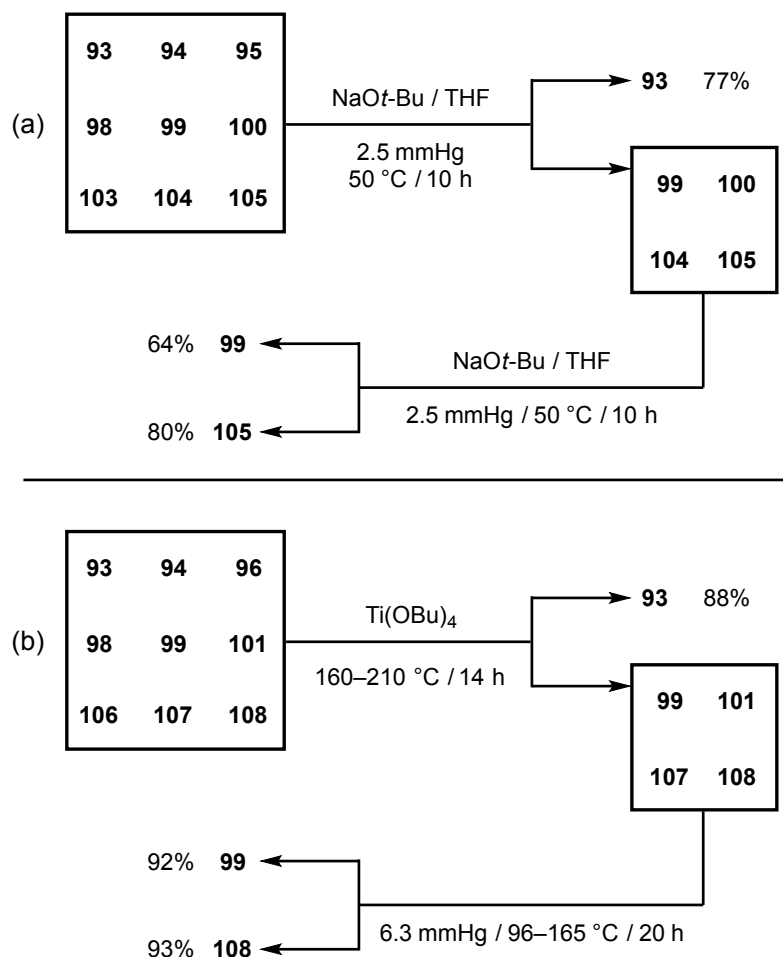 93 94 95
93 77%
NaOt-Bu / THF
(a)
98 99 100
2.5 mmHg
50 °C / 10 h
99 100
103 104 105
104 105
64% 99
NaOt-Bu / THF
2.5 mmHg / 50 °C / 10 h
80% 105
93 94 96
93 88%
Ti(OBu)4
(b)
98 99 101
160–210 °C / 14 h
99 101
106 107 108
107 108
92% 99
6.3 mmHg / 96–165 °C / 20 h
93% 108